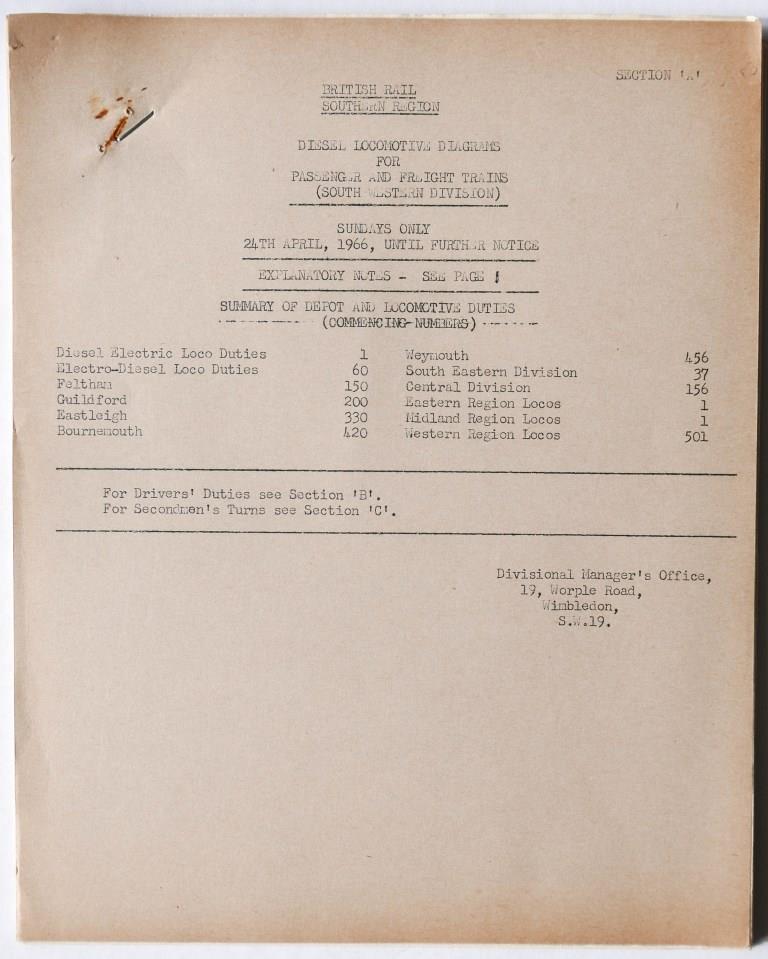 SECTION 'A'
BRITISH RAIL
SOUTHERN REGION
DIESEL LOCOMOTIVE DIAGRAMS
FOR
PASSENGER AND FREIGHT TRAINS
(SOUTH WESTERN DIVISION)
SUNDAYS ONLY
24TH APRIL, 1966, UNTIL FURTHER NOTICE
EXPLANATORY NOTES - SEE PAGE 1
SUMMARY OF DEPOT AND LOCOMOTIVE DUTIES
(COMMENCING NUMBERS)
Diesel Electric Loco Duties 1 Weymouth 456
Electro-Diesel Loco Duties 60 South Eastern Division 37
Feltham 150 Central Division 156
Guildford 200 Eastern Region Locos 1
Eastleigh 330 Midland Region Locos 1
Bournemouth 420 Western Region Locos 501
For Drivers' Duties see Section 'B'.
For Secondmen's Turns see Section 'C'.
Divisional Manager's Office,
19, Worple Road,
Wimbledon,
S.W.19.